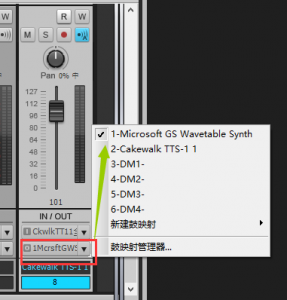 W R W
M S A
Pan 0% 中
127
112
96
80
64
48
32
16
0
101
IN / OUT
CkwlkTT11
1McrsftGWS
Cakewalk TTS-1 1
8
1-Microsoft GS Wavetable Synth
2-Cakewalk TTS-1 1
3-DM1-
4-DM2-
5-DM3-
6-DM4-
新建鼓映射
鼓映射管理器...